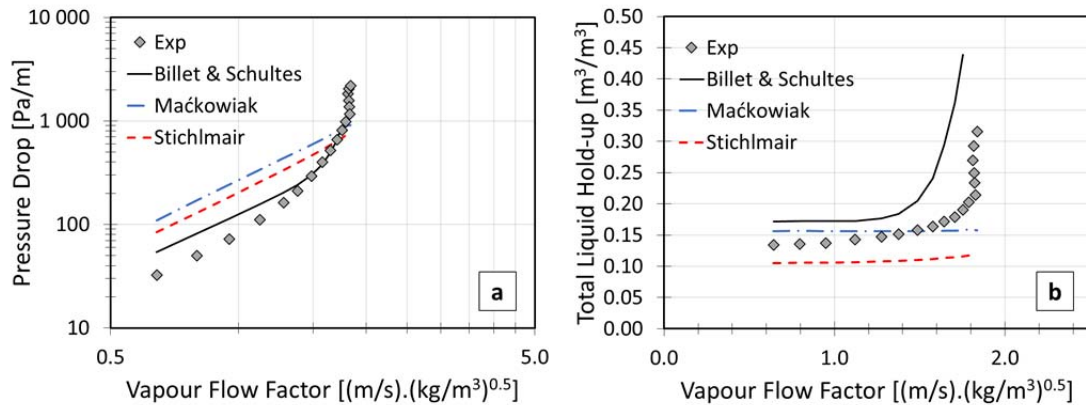 10 000
1 000
100
10
0.5
5.0
Pressure Drop [Pa/m]
Vapour Flow Factor [(m/s).(kg/m³)⁰·⁵]
Exp
Billet & Schultes
Maćkowiak
Stichlmair
a
0.50
0.45
0.40
0.35
0.30
0.25
0.20
0.15
0.10
0.05
0.00
0.0
1.0
2.0
Total Liquid Hold-up [m³/m³]
Vapour Flow Factor [(m/s).(kg/m³)⁰·⁵]
Exp
Billet & Schultes
Maćkowiak
Stichlmair
b